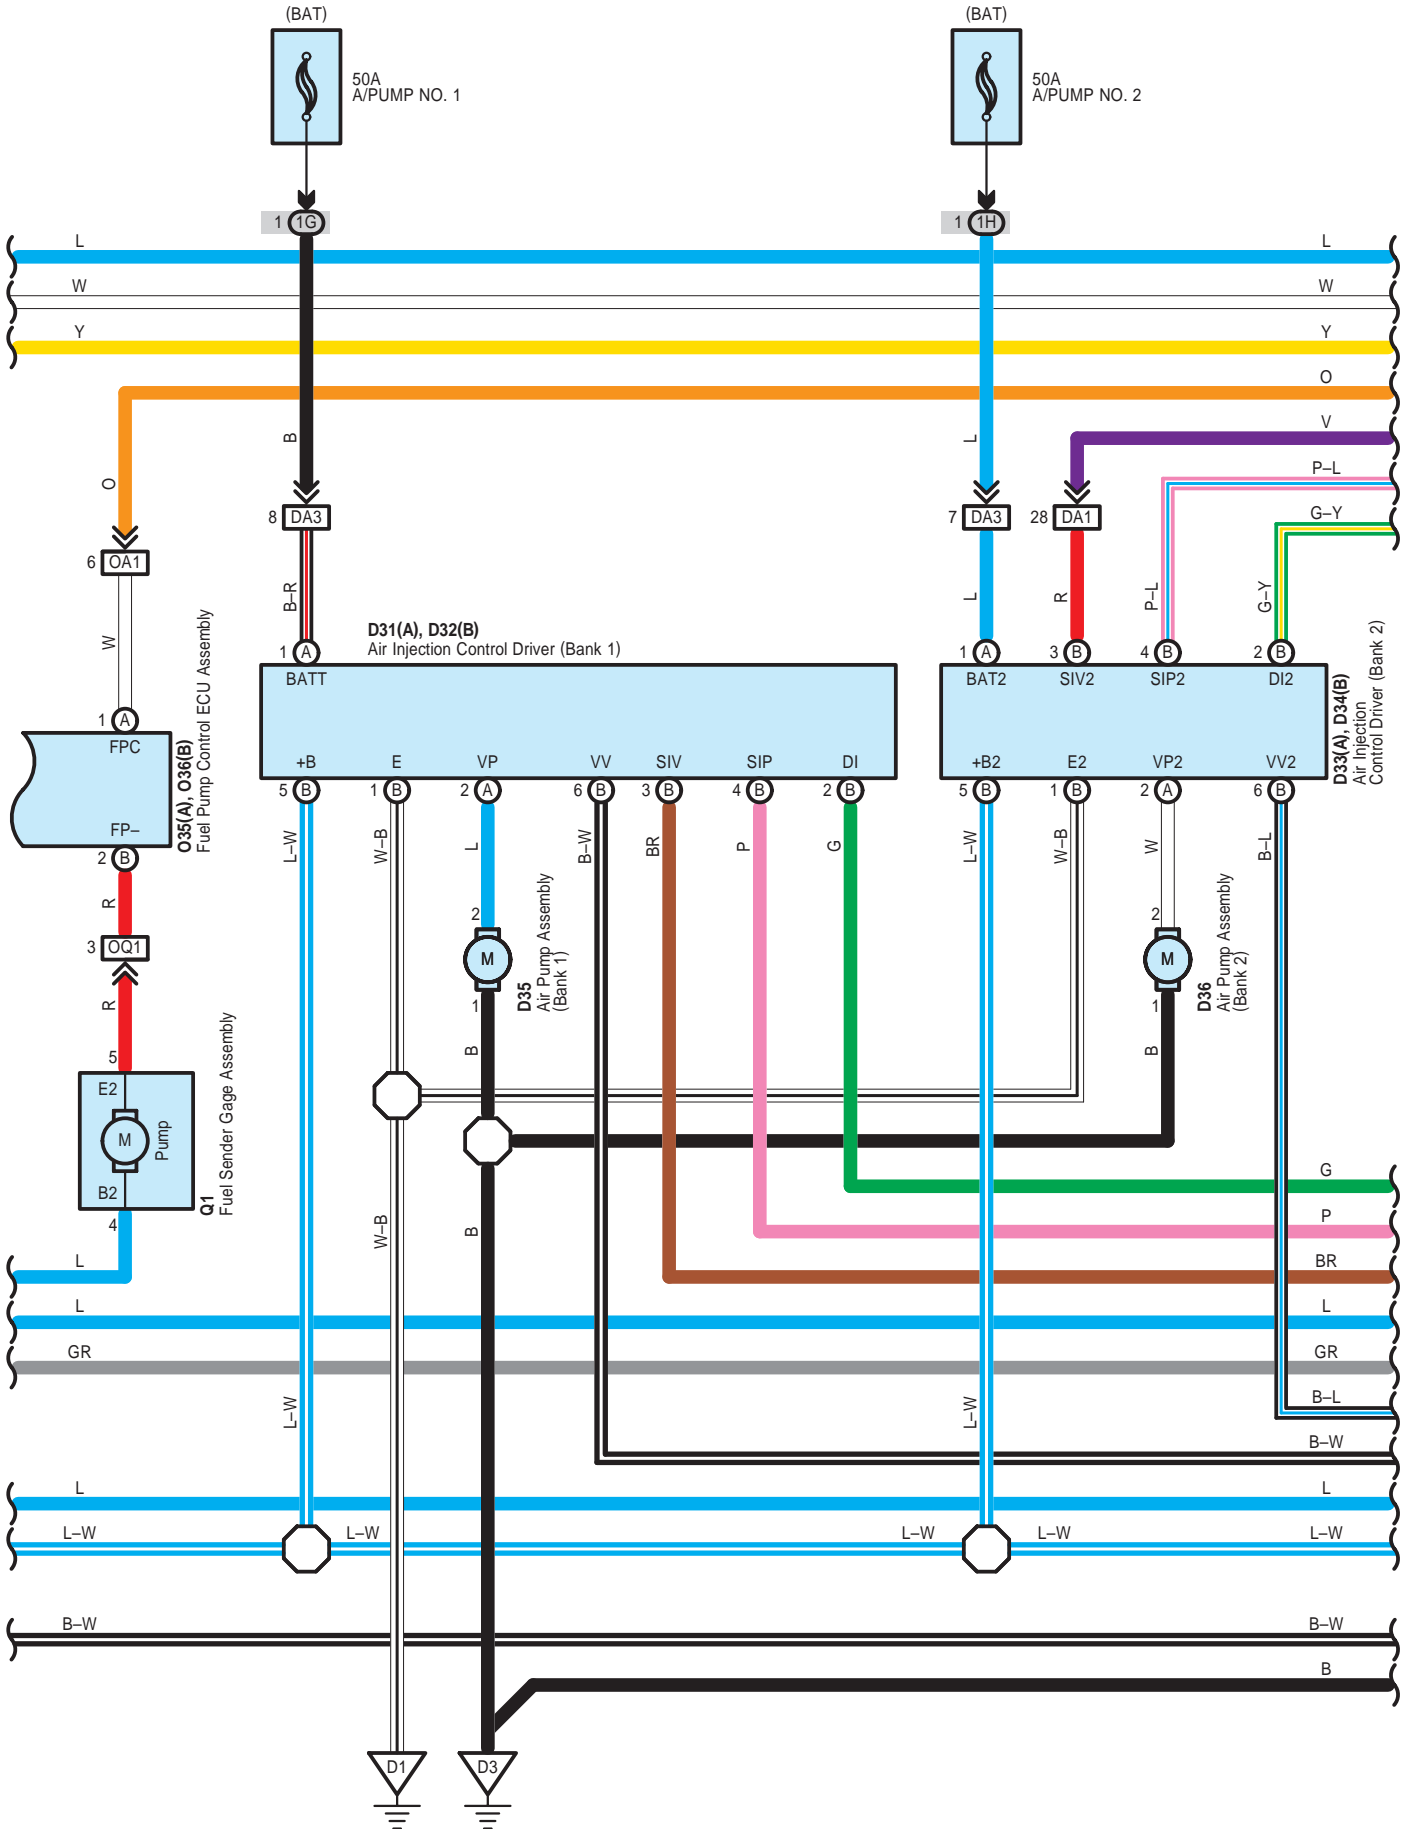 (BAT)
(BAT)
50A
A/PUMP NO. 1
50A
A/PUMP NO. 2
1 1G
1 1H
L
L
W
W
Y
Y
O
V
P–L
G–Y
O
B
L
8 DA3
7 DA3
28 DA1
6 OA1
W
B–R
L
R
P–L
G–Y
D31(A), D32(B)
Air Injection Control Driver (Bank 1)
1 A
1 A
3 B
4 B
2 B
BATT
BAT2
SIV2
SIP2
DI2
D33(A), D34(B)
Air Injection
Control Driver (Bank 2)
1 A
FPC
FP–
2 B
O35(A), O36(B)
Fuel Pump Control ECU Assembly
+B
E
VP
VV
SIV
SIP
DI
+B2
E2
VP2
VV2
5 B
1 B
2 A
6 B
3 B
4 B
2 B
5 B
1 B
2 A
6 B
L–W
W–B
L
B–W
BR
P
G
L–W
W–B
W
B–L
R
3 OQ1
R
2
M
1
D35
Air Pump Assembly
(Bank 1)
2
M
1
D36
Air Pump Assembly
(Bank 2)
B
B
5
E2
M
Pump
B2
4
Q1
Fuel Sender Gage Assembly
W–B
B
G
P
L
BR
L
L
GR
GR
L–W
L–W
B–L
B–W
L
L
L–W
L–W
L–W
L–W
L–W
B–W
B–W
B
D1
D3